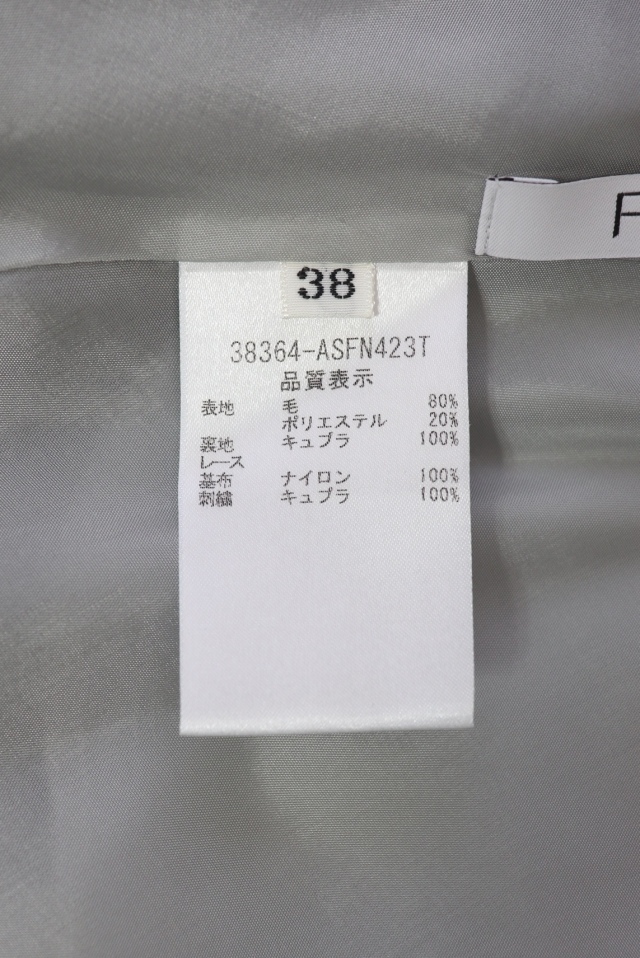 38
F
38364-ASFN423T
品質表示
表地 毛 80%
ポリエステル 20%
裏地 キュプラ 100%
レース
基布 ナイロン 100%
刺繍 キュプラ 100%